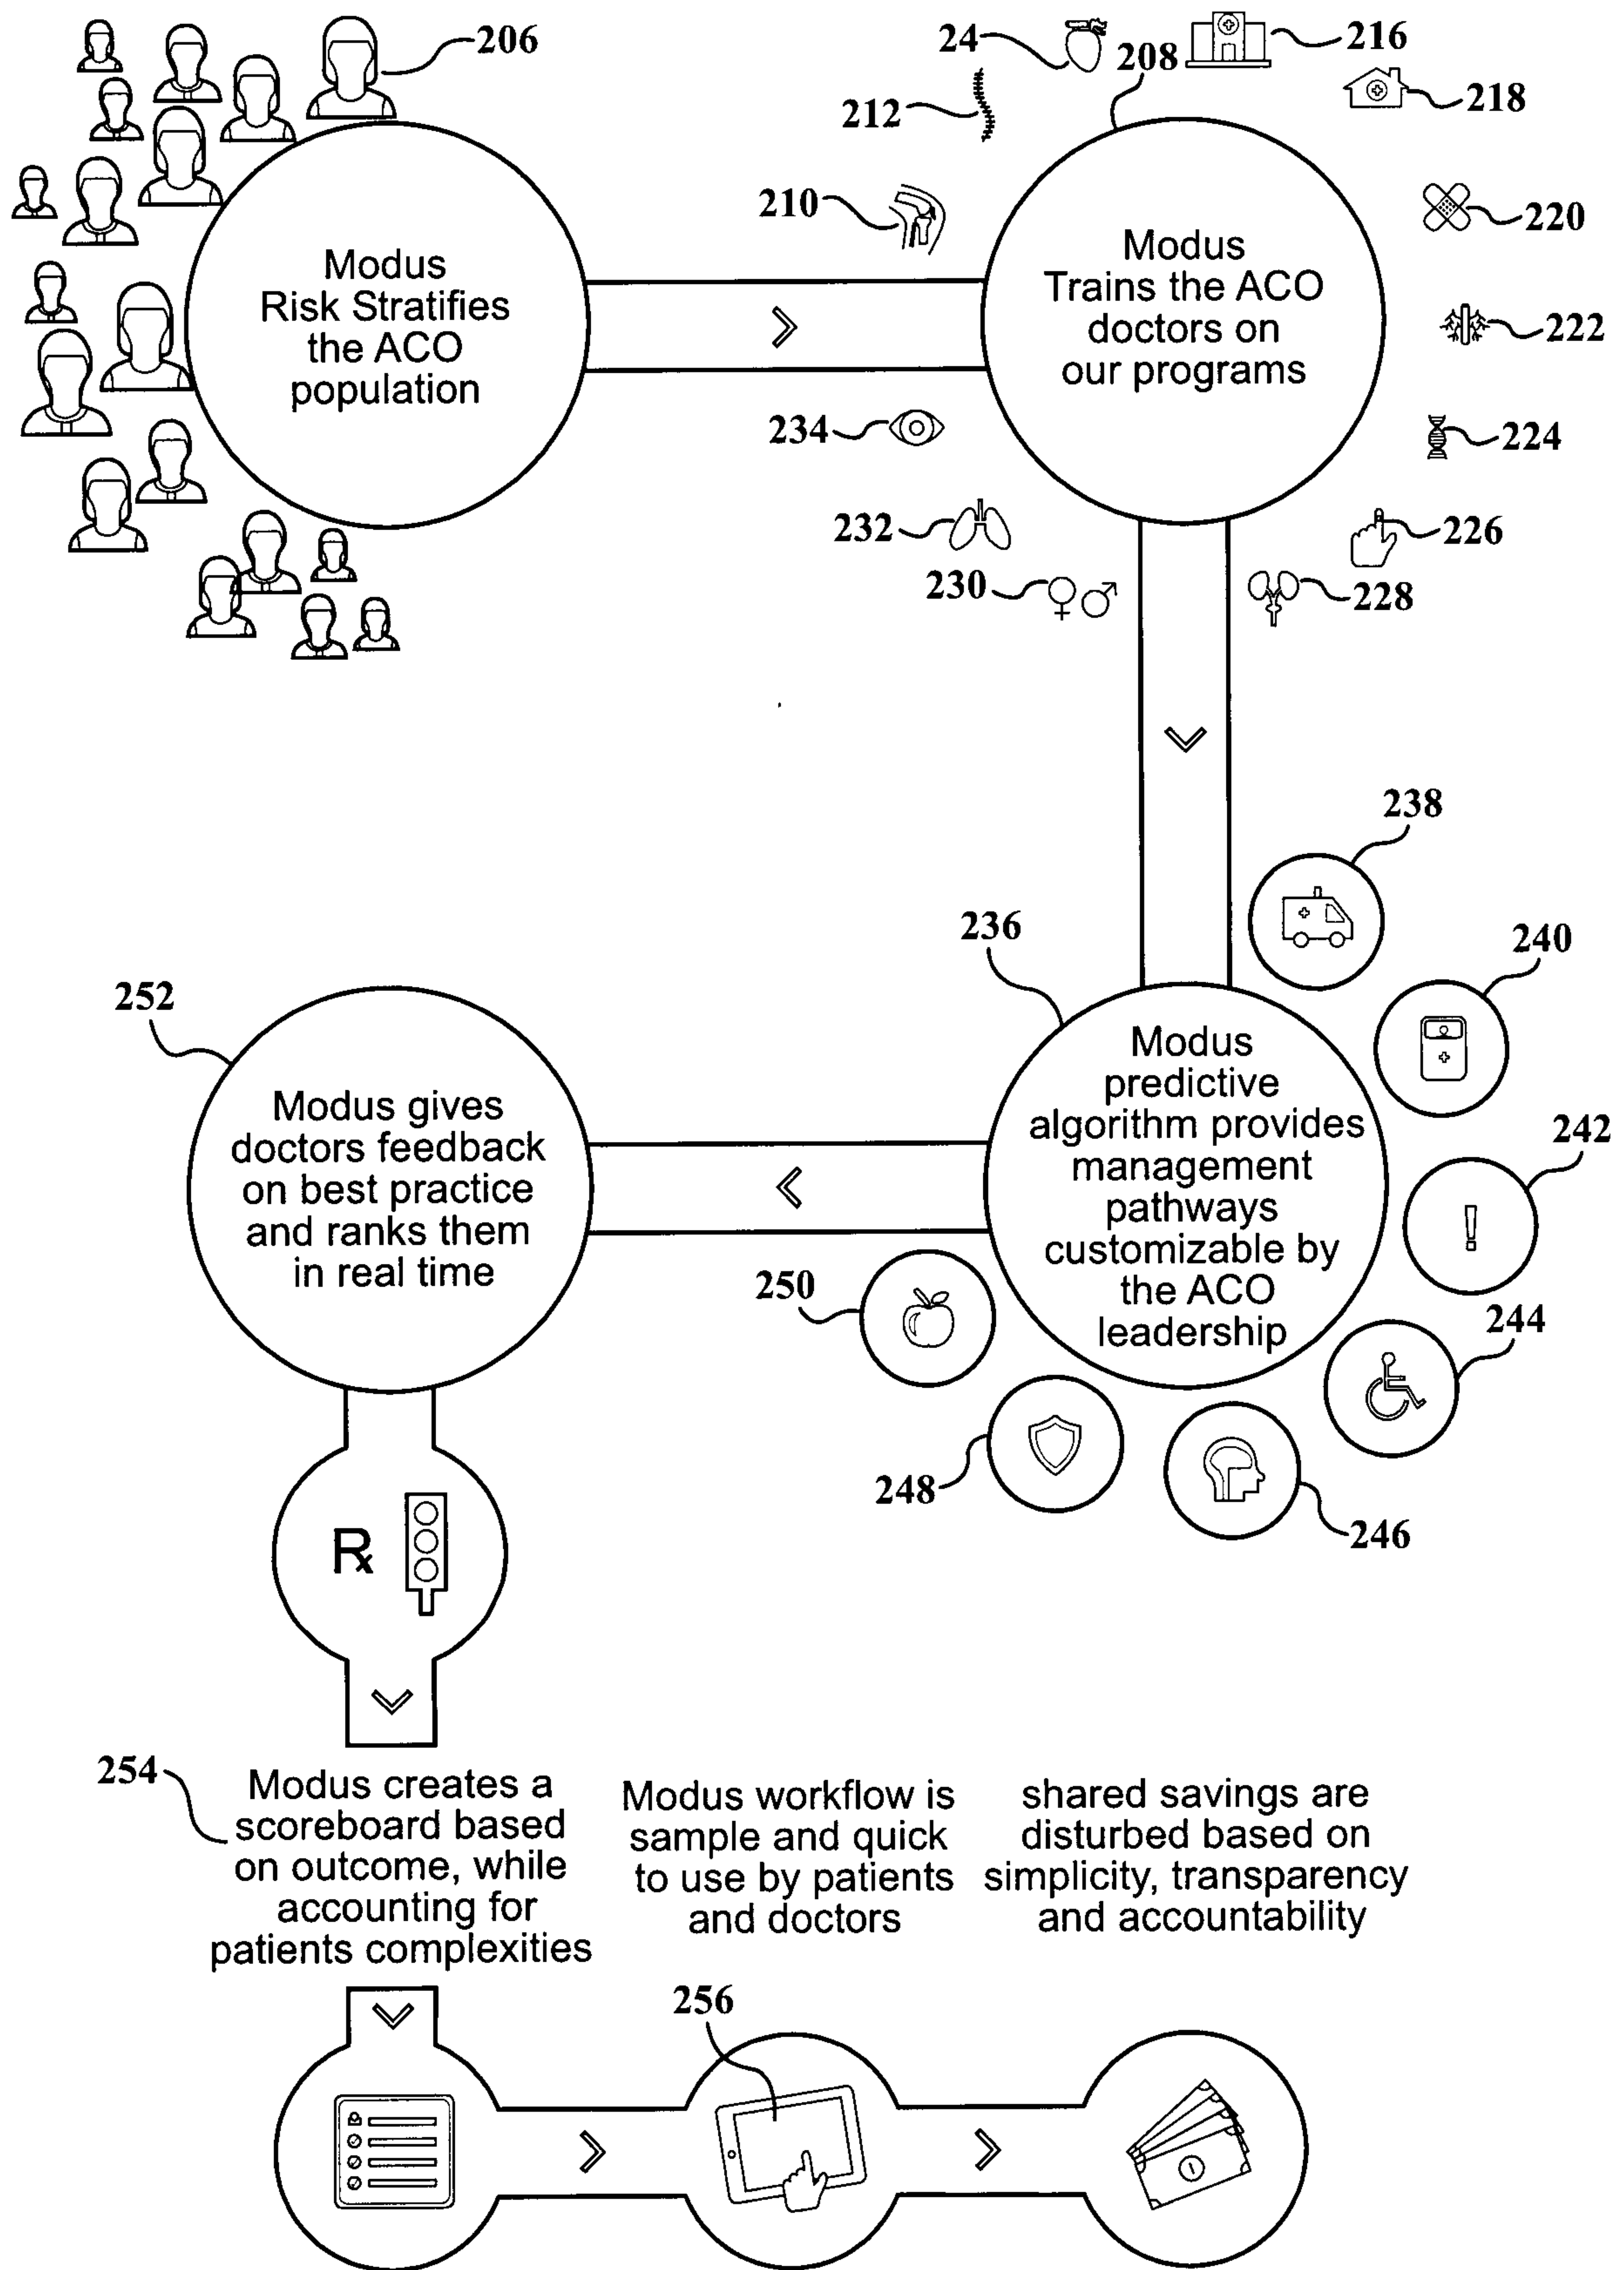 206
24
208
216
218
212
210
220
222
224
234
232
226
230
228
Modus
Risk Stratifies
the ACO
population
Modus
Trains the ACO
doctors on
our programs
238
240
236
242
244
246
248
250
Modus
predictive
algorithm provides
management
pathways
customizable by
the ACO
leadership
252
Modus gives
doctors feedback
on best practice
and ranks them
in real time
Rx
254
Modus creates a
scoreboard based
on outcome, while
accounting for
patients complexities
Modus workflow is
sample and quick
to use by patients
and doctors
shared savings are
disturbed based on
simplicity, transparency
and accountability
256